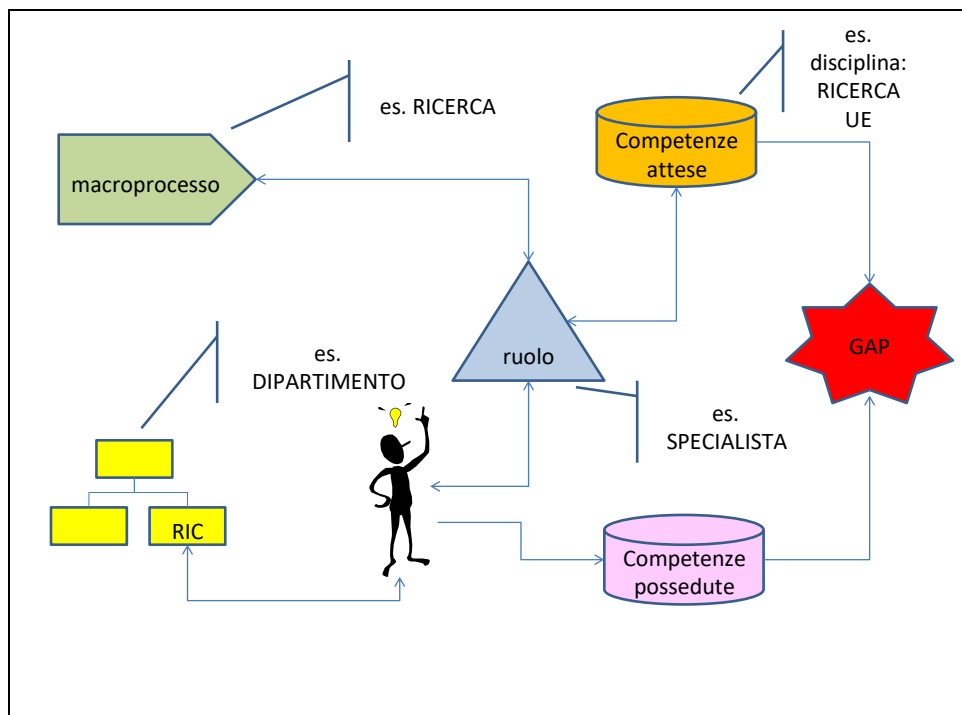 es.
disciplina:
RICERCA
UE
es. RICERCA
Competenze
attese
macroprocesso
ruolo
GAP
es.
DIPARTIMENTO
es.
SPECIALISTA
RIC
Competenze
possedute